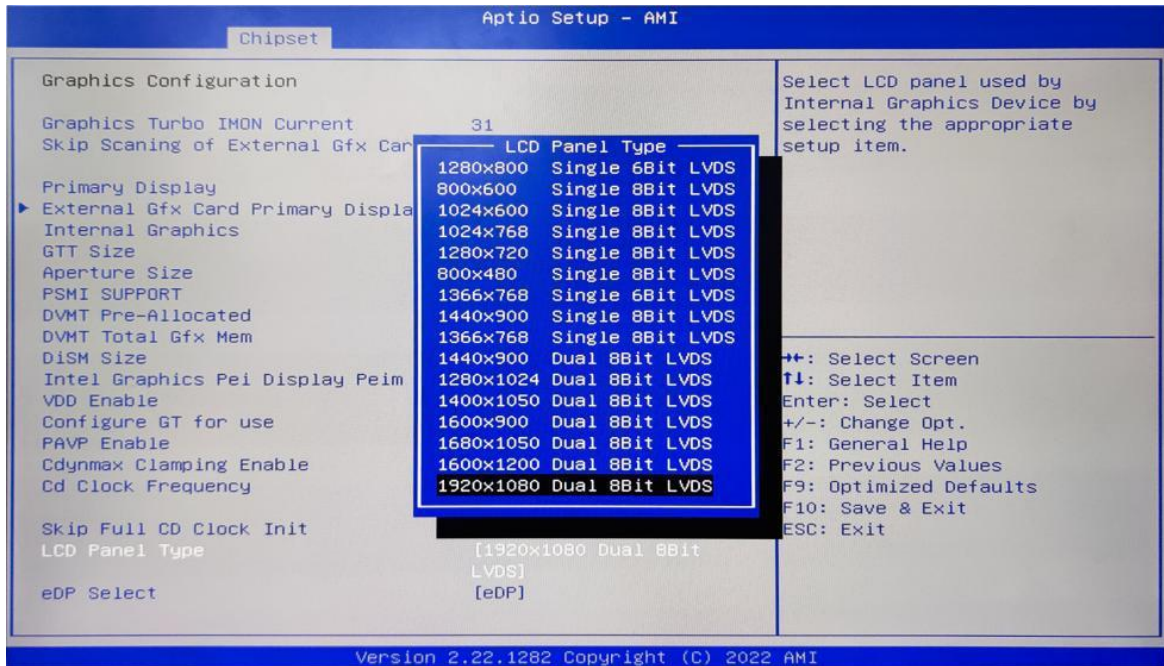 Aptio Setup – AMI
Chipset
Graphics Configuration
Graphics Turbo IMON Current 31
Skip Scaning of External Gfx Car
Primary Display
External Gfx Card Primary Displa
Internal Graphics
GTT Size
Aperture Size
PSMI SUPPORT
DVMT Pre-Allocated
DVMT Total Gfx Mem
DiSM Size
Intel Graphics Pei Display Peim
VDD Enable
Configure GT for use
PAVP Enable
Cdynmax Clamping Enable
Cd Clock Frequency
Skip Full CD Clock Init
LCD Panel Type [1920x1080 Dual 8Bit
LVDS]
eDP Select [eDP]
LCD Panel Type
1280x800 Single 6Bit LVDS
800x600 Single 8Bit LVDS
1024x600 Single 8Bit LVDS
1024x768 Single 8Bit LVDS
1280x720 Single 8Bit LVDS
800x480 Single 8Bit LVDS
1366x768 Single 6Bit LVDS
1440x900 Single 8Bit LVDS
1366x768 Single 8Bit LVDS
1440x900 Dual 8Bit LVDS
1280x1024 Dual 8Bit LVDS
1400x1050 Dual 8Bit LVDS
1600x900 Dual 8Bit LVDS
1680x1050 Dual 8Bit LVDS
1600x1200 Dual 8Bit LVDS
1920x1080 Dual 8Bit LVDS
Select LCD panel used by
Internal Graphics Device by
selecting the appropriate
setup item.
→←: Select Screen
↑↓: Select Item
Enter: Select
+/-: Change Opt.
F1: General Help
F2: Previous Values
F9: Optimized Defaults
F10: Save & Exit
ESC: Exit
Version 2.22.1282 Copyright (C) 2022 AMI